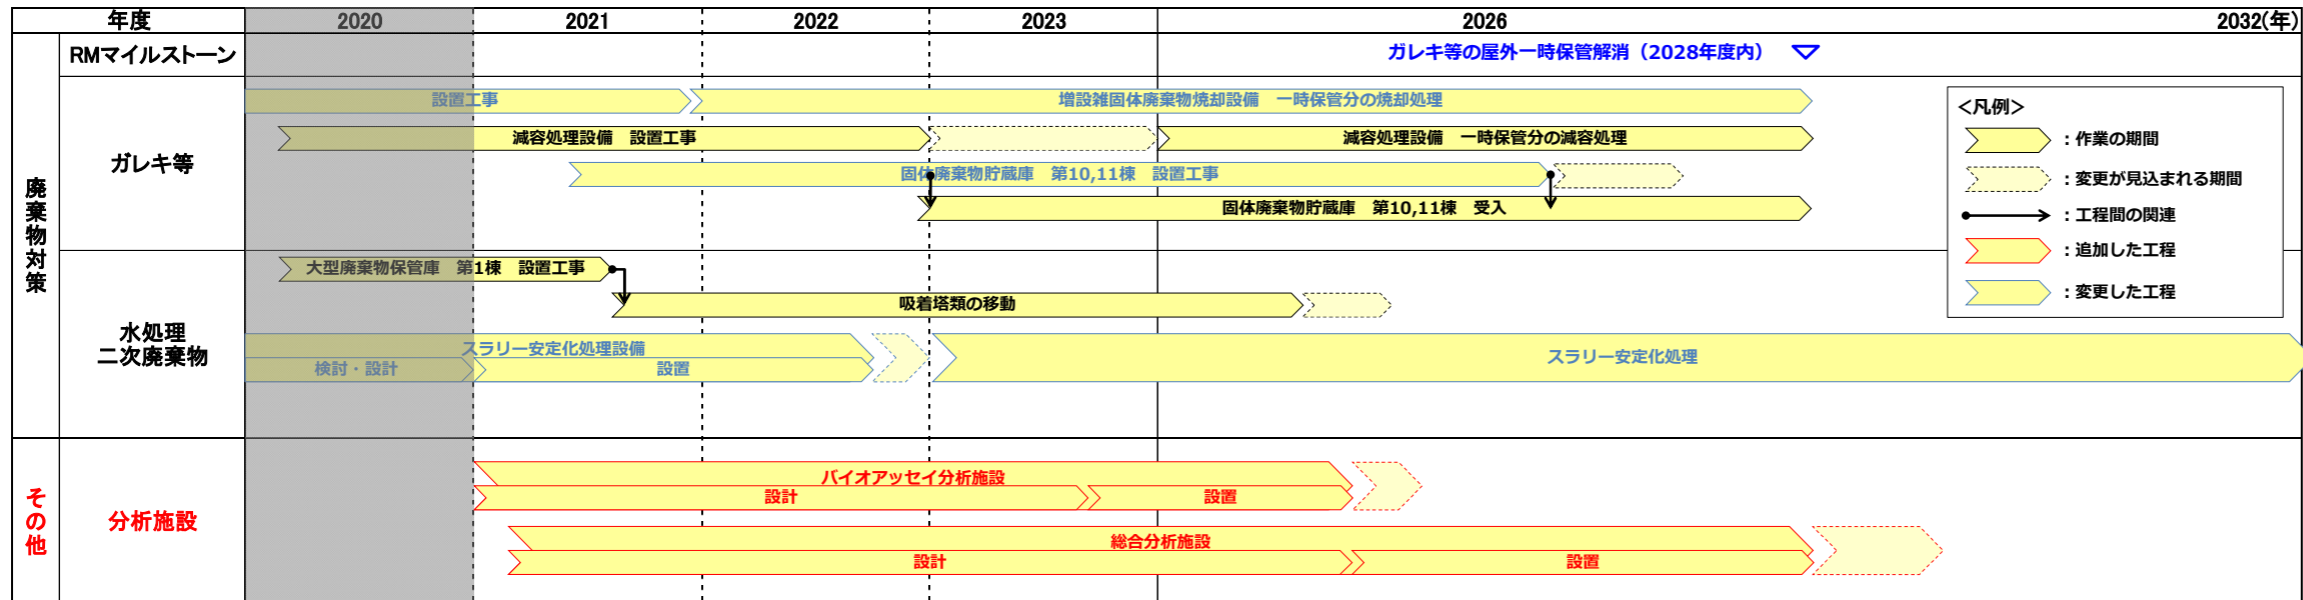 年度 2020 2021 2022 2023 2026 2032(年)
RMマイルストーン
ガレキ等の屋外一時保管解消（2028年度内）
廃棄物対策
ガレキ等
設置工事
増設雑固体廃棄物焼却設備　一時保管分の焼却処理
減容処理設備　設置工事
減容処理設備　一時保管分の減容処理
固体廃棄物貯蔵庫　第10,11棟　設置工事
固体廃棄物貯蔵庫　第10,11棟　受入
水処理
二次廃棄物
大型廃棄物保管庫　第1棟　設置工事
吸着塔類の移動
スラリー安定化処理設備
検討・設計
設置
スラリー安定化処理
その他
分析施設
バイオアッセイ分析施設
設計
設置
総合分析施設
設計
設置
＜凡例＞
：作業の期間
：変更が見込まれる期間
：工程間の関連
：追加した工程
：変更した工程